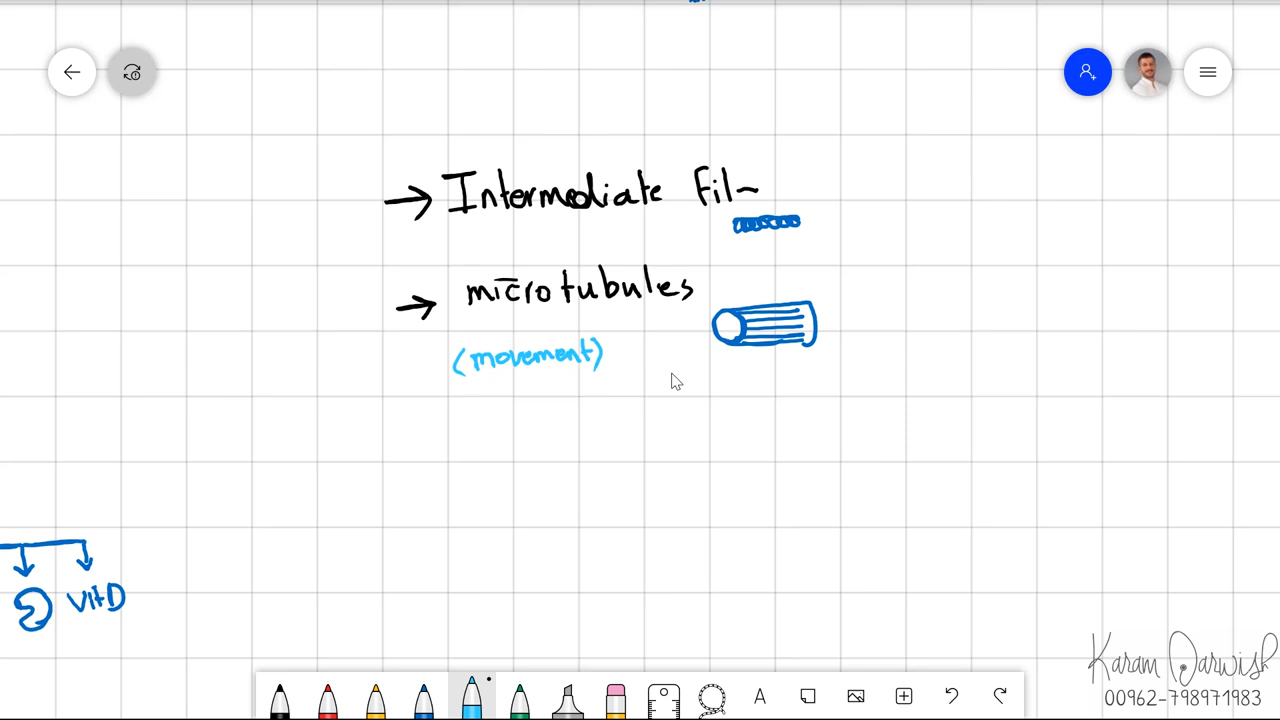 → Intermediate Fil~
→ microtubules
(movement)
VitD
A
Karam Darwish
00962-798971983